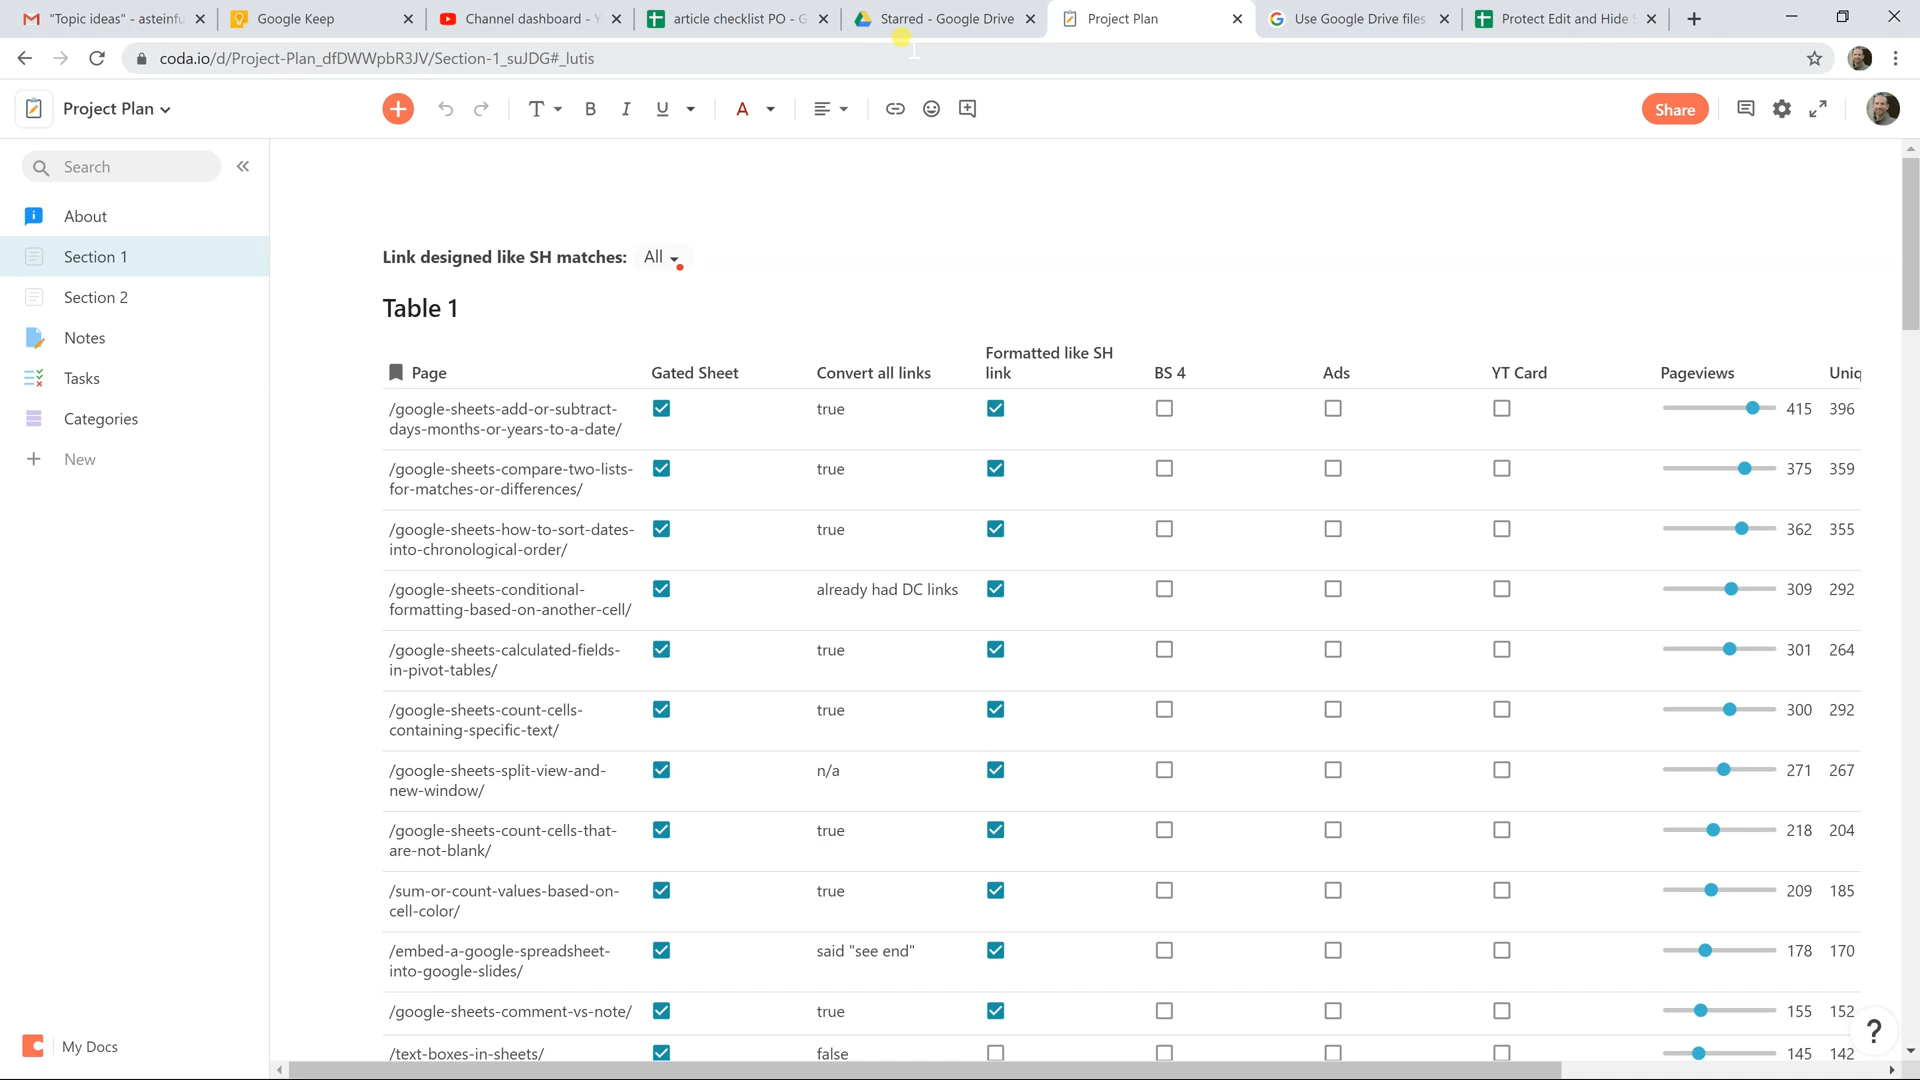 "Topic ideas" - asteinfu
Google Keep
Channel dashboard - Y
article checklist PO - G
Starred - Google Drive
Project Plan
Use Google Drive files
Protect Edit and Hide S
coda.io/d/Project-Plan_dfDWWpbR3JV/Section-1_suJDG#_lutis
Project Plan
T B I U A
Share
Search
About
Section 1
Section 2
Notes
Tasks
Categories
New
My Docs
Link designed like SH matches: All
Table 1
Page Gated Sheet Convert all links Formatted like SH link BS 4 Ads YT Card Pageviews Uniq
/google-sheets-add-or-subtract-
days-months-or-years-to-a-date/ true 415 396
/google-sheets-compare-two-lists-
for-matches-or-differences/ true 375 359
/google-sheets-how-to-sort-dates-
into-chronological-order/ true 362 355
/google-sheets-conditional-
formatting-based-on-another-cell/ already had DC links 309 292
/google-sheets-calculated-fields-
in-pivot-tables/ true 301 264
/google-sheets-count-cells-
containing-specific-text/ true 300 292
/google-sheets-split-view-and-
new-window/ n/a 271 267
/google-sheets-count-cells-that-
are-not-blank/ true 218 204
/sum-or-count-values-based-on-
cell-color/ true 209 185
/embed-a-google-spreadsheet-
into-google-slides/ said "see end" 178 170
/google-sheets-comment-vs-note/ true 155 152
/text-boxes-in-sheets/ false 145 142
?